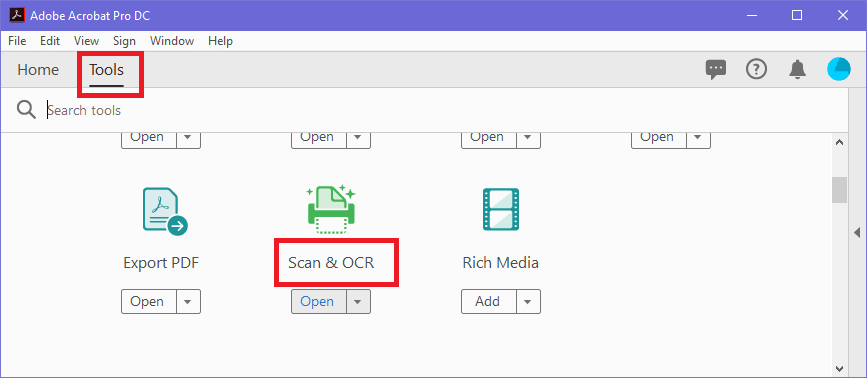 Adobe Acrobat Pro DC
File Edit View Sign Window Help
Home Tools
Search tools
Open Open Open Open
Export PDF Scan & OCR Rich Media
Open Open Add